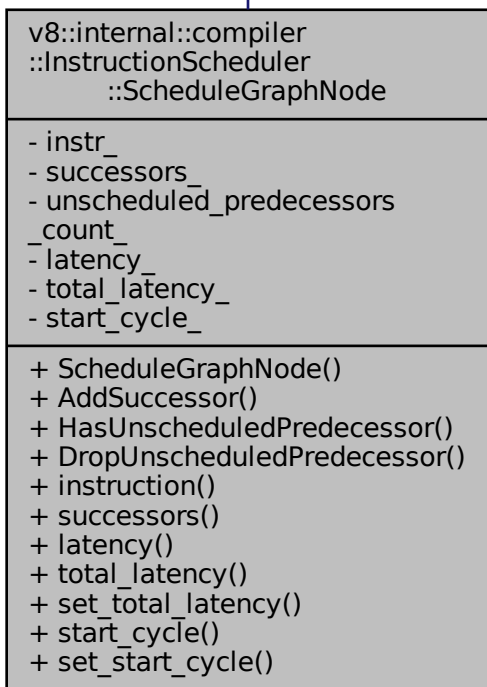 v8::internal::compiler
::InstructionScheduler
::ScheduleGraphNode
- instr_
- successors_
- unscheduled_predecessors
_count_
- latency_
- total_latency_
- start_cycle_
+ ScheduleGraphNode()
+ AddSuccessor()
+ HasUnscheduledPredecessor()
+ DropUnscheduledPredecessor()
+ instruction()
+ successors()
+ latency()
+ total_latency()
+ set_total_latency()
+ start_cycle()
+ set_start_cycle()